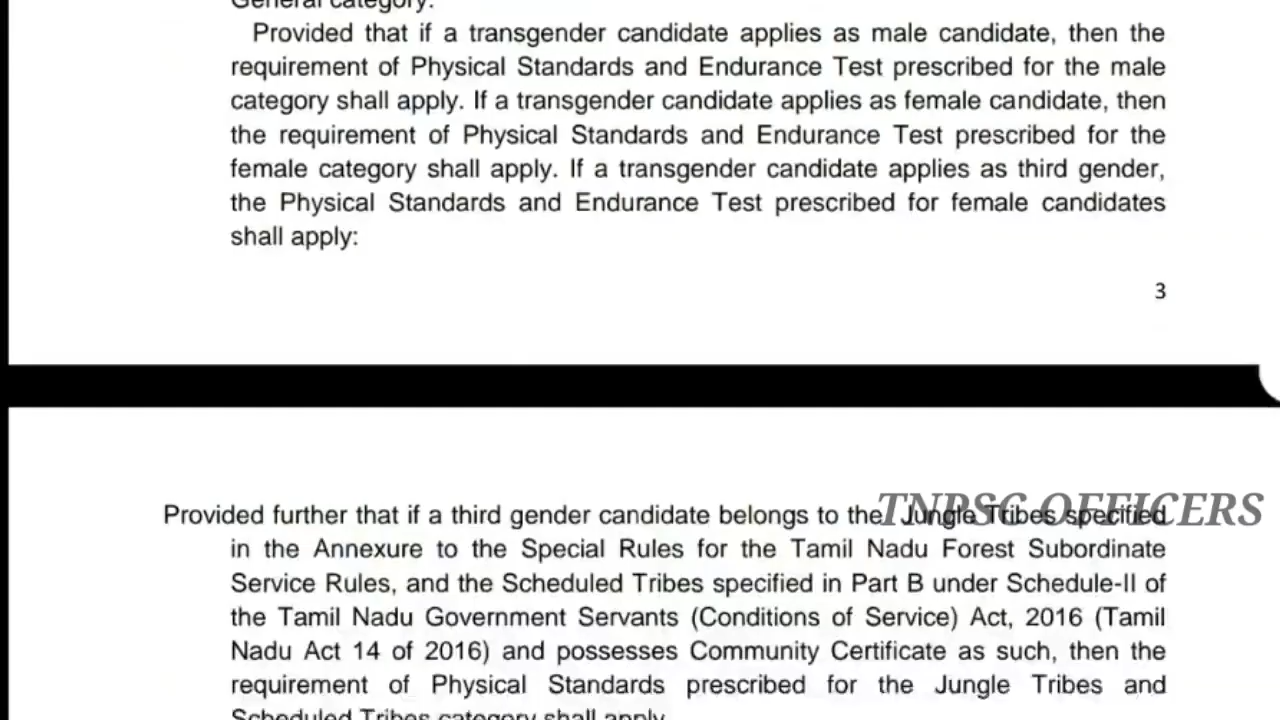 General category:
Provided that if a transgender candidate applies as male candidate, then the
requirement of Physical Standards and Endurance Test prescribed for the male
category shall apply. If a transgender candidate applies as female candidate, then
the requirement of Physical Standards and Endurance Test prescribed for the
female category shall apply. If a transgender candidate applies as third gender,
the Physical Standards and Endurance Test prescribed for female candidates
shall apply:
3
Provided further that if a third gender candidate belongs to the Jungle Tribes specified
TNPSC OFFICERS
in the Annexure to the Special Rules for the Tamil Nadu Forest Subordinate
Service Rules, and the Scheduled Tribes specified in Part B under Schedule-II of
the Tamil Nadu Government Servants (Conditions of Service) Act, 2016 (Tamil
Nadu Act 14 of 2016) and possesses Community Certificate as such, then the
requirement of Physical Standards prescribed for the Jungle Tribes and
Scheduled Tribes category shall apply